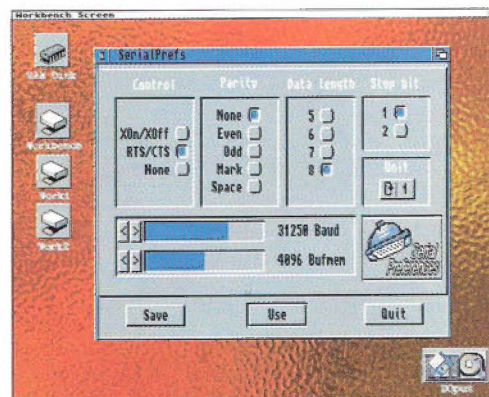 Workbench Screen
RAM Disk
Workbench
Work1
Work2
SerialPrefs
Control
XOn/XOff
RTS/CTS
None
Parity
None
Even
Odd
Mark
Space
Data length
5
6
7
8
Stop bit
1
2
Unit
1
31250 Baud
4096 Bufmem
Serial
Preferences
Save
Use
Quit
DOpus